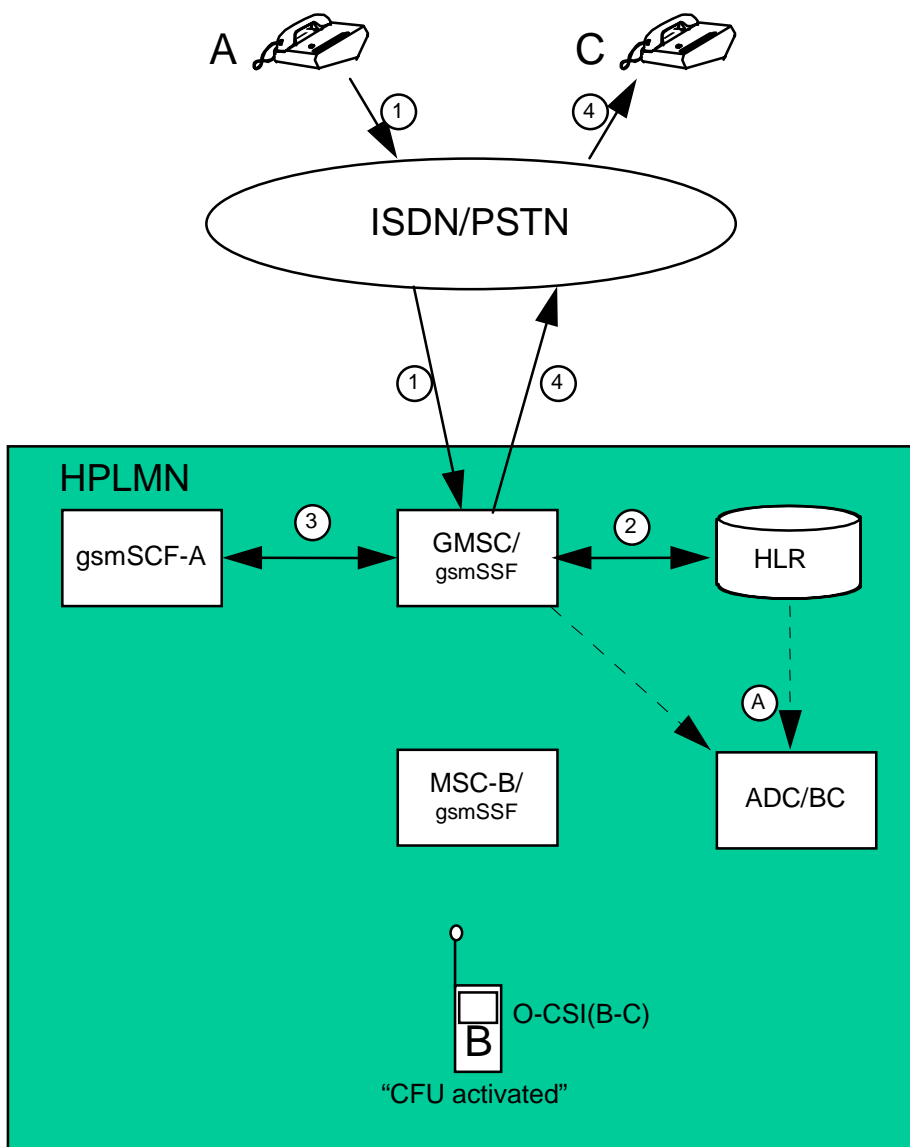 A
C
1
4
ISDN/PSTN
1
4
HPLMN
gsmSCF-A
3
GMSC/
gsmSSF
2
HLR
A
MSC-B/
gsmSSF
ADC/BC
O-CSI(B-C)
B
“CFU activated”